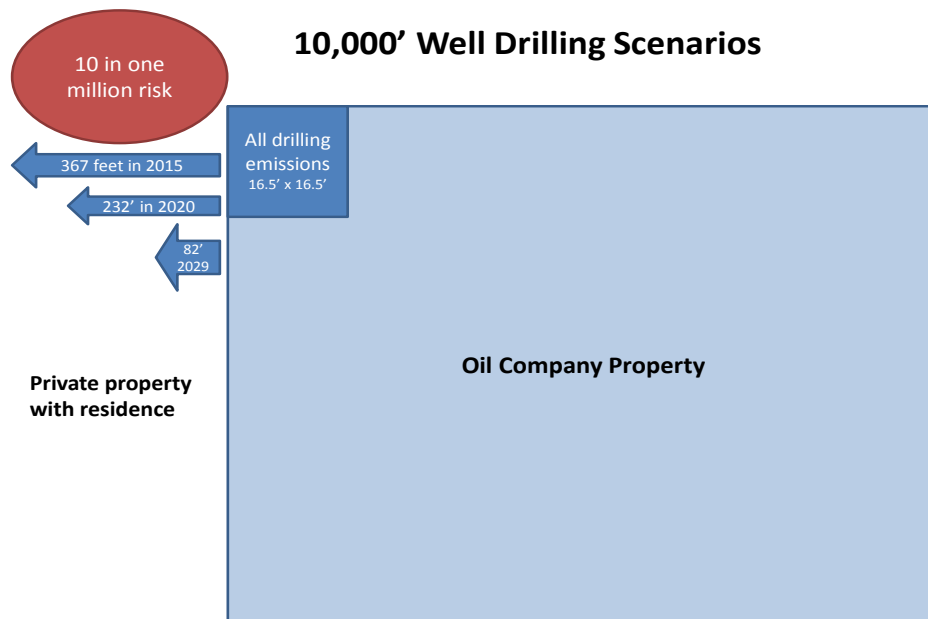 10,000’ Well Drilling Scenarios
10 in one
million risk
All drilling
emissions
16.5’ x 16.5’
367 feet in 2015
232’ in 2020
82’
2029
Oil Company Property
Private property
with residence